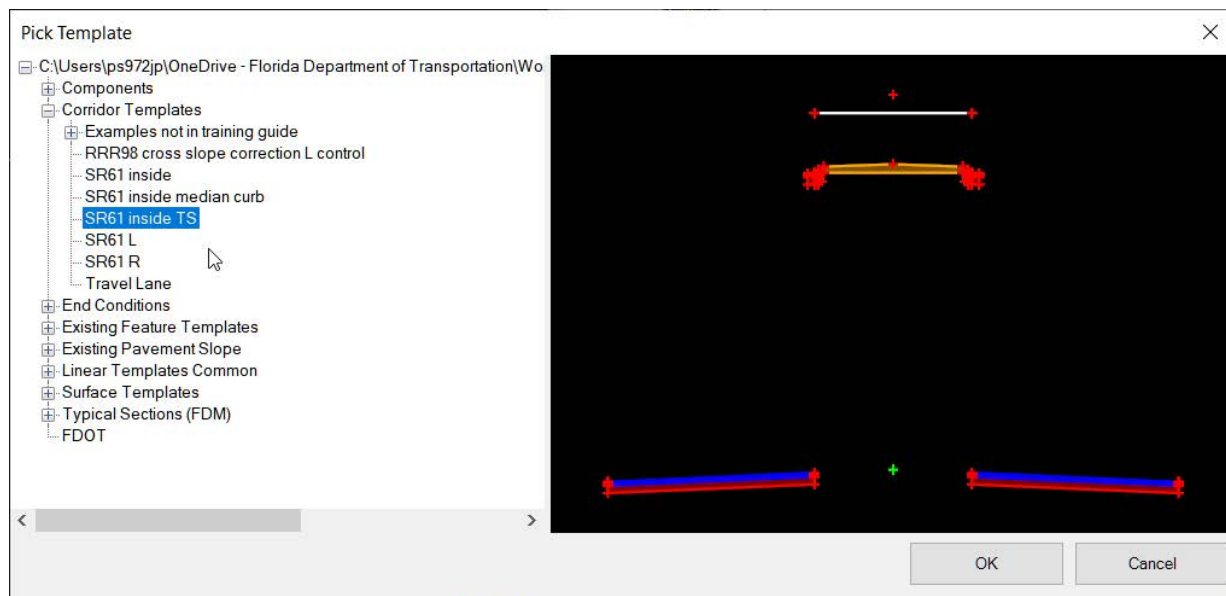 Pick Template
C:\Users\ps972jp\OneDrive - Florida Department of Transportation\Wo
Components
Corridor Templates
Examples not in training guide
RRR98 cross slope correction L control
SR61 inside
SR61 inside median curb
SR61 inside TS
SR61 L
SR61 R
Travel Lane
End Conditions
Existing Feature Templates
Existing Pavement Slope
Linear Templates Common
Surface Templates
Typical Sections (FDM)
FDOT
OK
Cancel